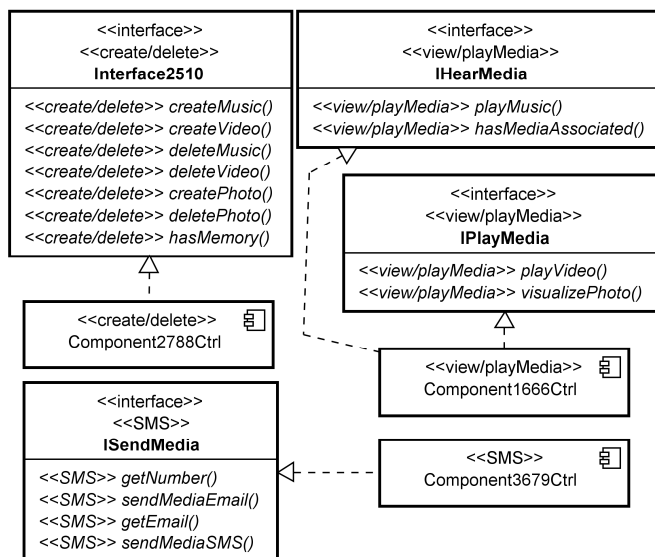 <<interface>>
<<create/delete>>
Interface2510
<<create/delete>> createMusic()
<<create/delete>> createVideo()
<<create/delete>> deleteMusic()
<<create/delete>> deleteVideo()
<<create/delete>> createPhoto()
<<create/delete>> deletePhoto()
<<create/delete>> hasMemory()
<<interface>>
<<view/playMedia>>
IHearMedia
<<view/playMedia>> playMusic()
<<view/playMedia>> hasMediaAssociated()
<<interface>>
<<view/playMedia>>
IPlayMedia
<<view/playMedia>> playVideo()
<<view/playMedia>> visualizePhoto()
<<create/delete>>
Component2788Ctrl
<<view/playMedia>>
Component1666Ctrl
<<interface>>
<<SMS>>
ISendMedia
<<SMS>> getNumber()
<<SMS>> sendMediaEmail()
<<SMS>> getEmail()
<<SMS>> sendMediaSMS()
<<SMS>>
Component3679Ctrl